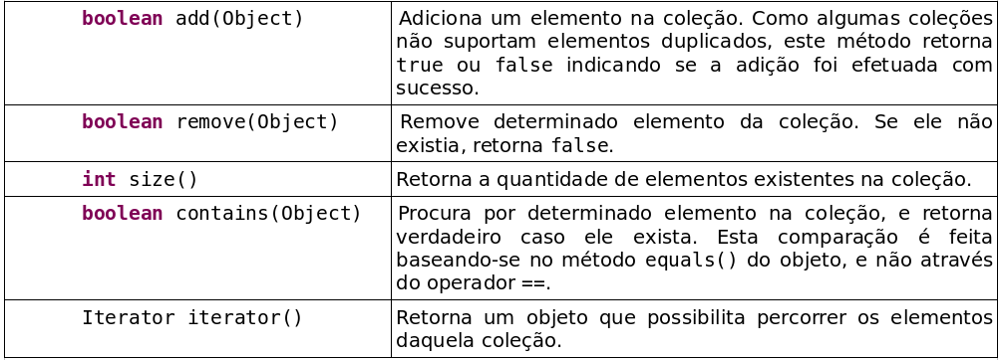 boolean add(Object)
Adiciona um elemento na coleção. Como algumas coleções
não suportam elementos duplicados, este método retorna
true ou false indicando se a adição foi efetuada com
sucesso.
boolean remove(Object)
Remove determinado elemento da coleção. Se ele não
existia, retorna false.
int size()
Retorna a quantidade de elementos existentes na coleção.
boolean contains(Object)
Procura por determinado elemento na coleção, e retorna
verdadeiro caso ele exista. Esta comparação é feita
baseando-se no método equals() do objeto, e não através
do operador ==.
Iterator iterator()
Retorna um objeto que possibilita percorrer os elementos
daquela coleção.